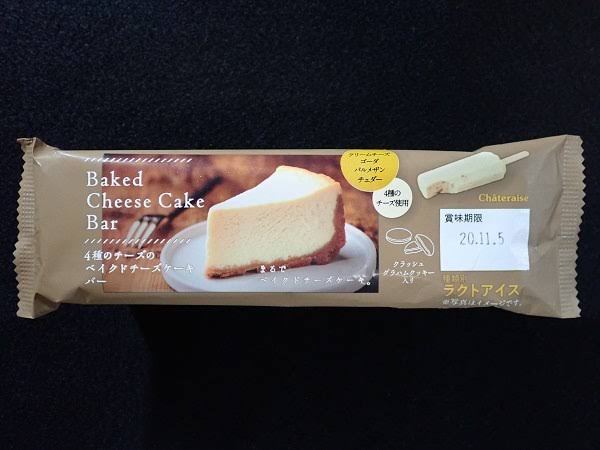 Baked
Cheese Cake
Bar
4種のチーズの
ベイクドチーズケーキ
バー
まるで
ベイクドチーズケーキ。
クリームチーズ
ゴーダ
パルメザン
チェダー
4種の
チーズ使用
クラッシュ
グラハムクッキー
入り
Châteraise
賞味期限
20.11.5
種類別
ラクトアイス
※写真はイメージです。